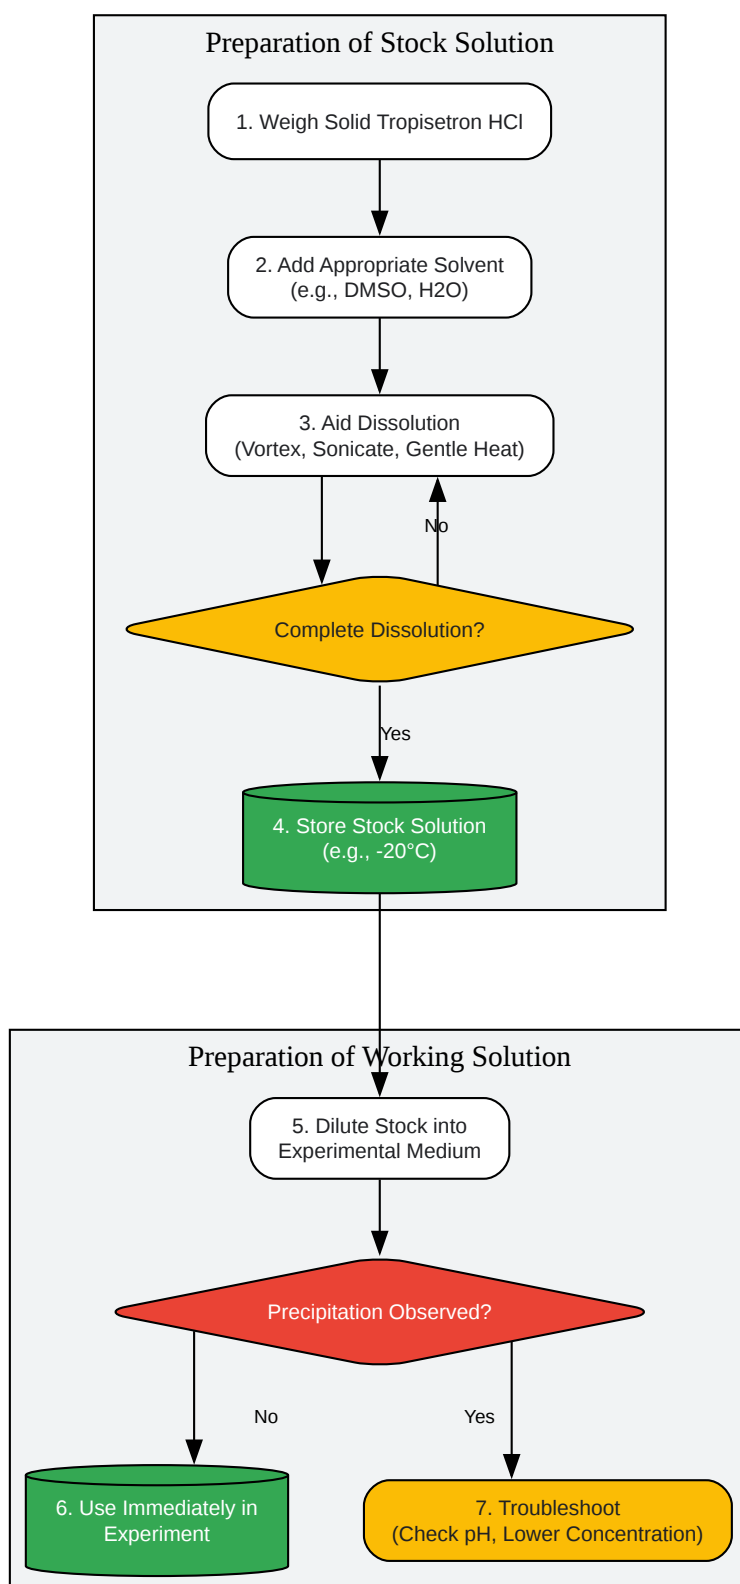 Preparation of Stock Solution
1. Weigh Solid Tropisetron HCl
2. Add Appropriate Solvent
(e.g., DMSO, H2O)
3. Aid Dissolution
(Vortex, Sonicate, Gentle Heat)
No
Complete Dissolution?
Yes
4. Store Stock Solution
(e.g., -20°C)
Preparation of Working Solution
5. Dilute Stock into
Experimental Medium
Precipitation Observed?
No
Yes
6. Use Immediately in
Experiment
7. Troubleshoot
(Check pH, Lower Concentration)